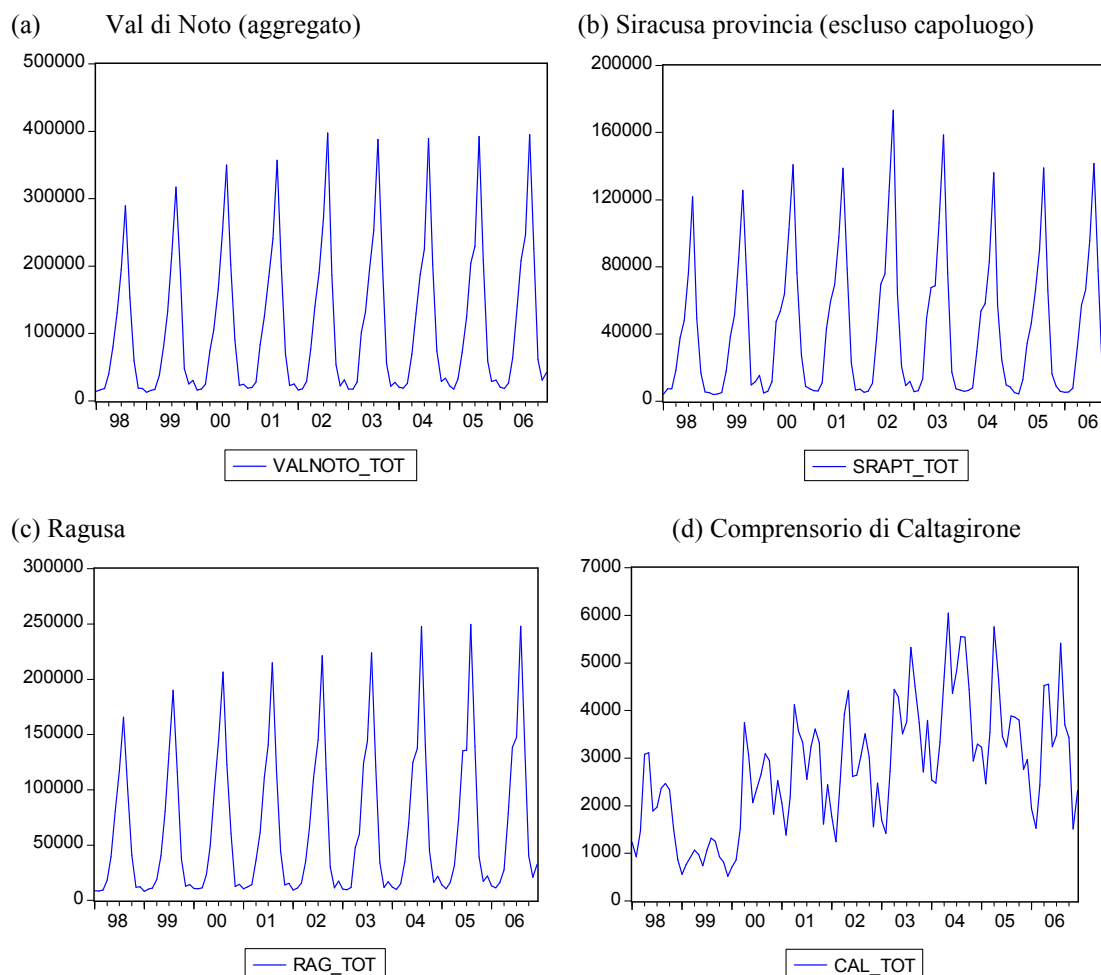 (a) Val di Noto (aggregato)
500000
400000
300000
200000
100000
0
98 99 00 01 02 03 04 05 06
VALNOTO_TOT
(b) Siracusa provincia (escluso capoluogo)
200000
160000
120000
80000
40000
0
98 99 00 01 02 03 04 05 06
SRAPT_TOT
(c) Ragusa
300000
250000
200000
150000
100000
50000
0
98 99 00 01 02 03 04 05 06
RAG_TOT
(d) Comprensorio di Caltagirone
7000
6000
5000
4000
3000
2000
1000
0
98 99 00 01 02 03 04 05 06
CAL_TOT